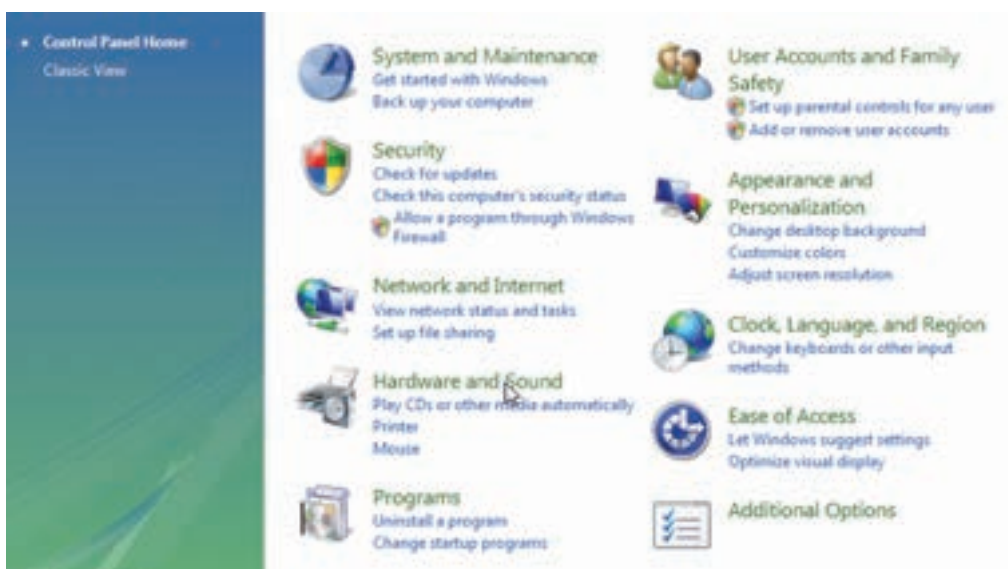 Control Panel Home
Classic View
System and Maintenance
Get started with Windows
Back up your computer
Security
Check for updates
Check this computer's security status
Allow a program through Windows
Firewall
Network and Internet
View network status and tasks
Set up file sharing
Hardware and Sound
Play CDs or other media automatically
Printer
Mouse
Programs
Uninstall a program
Change startup programs
User Accounts and Family
Safety
Set up parental controls for any user
Add or remove user accounts
Appearance and
Personalization
Change desktop background
Customize colors
Adjust screen resolution
Clock, Language, and Region
Change keyboards or other input
methods
Ease of Access
Let Windows suggest settings
Optimize visual display
Additional Options